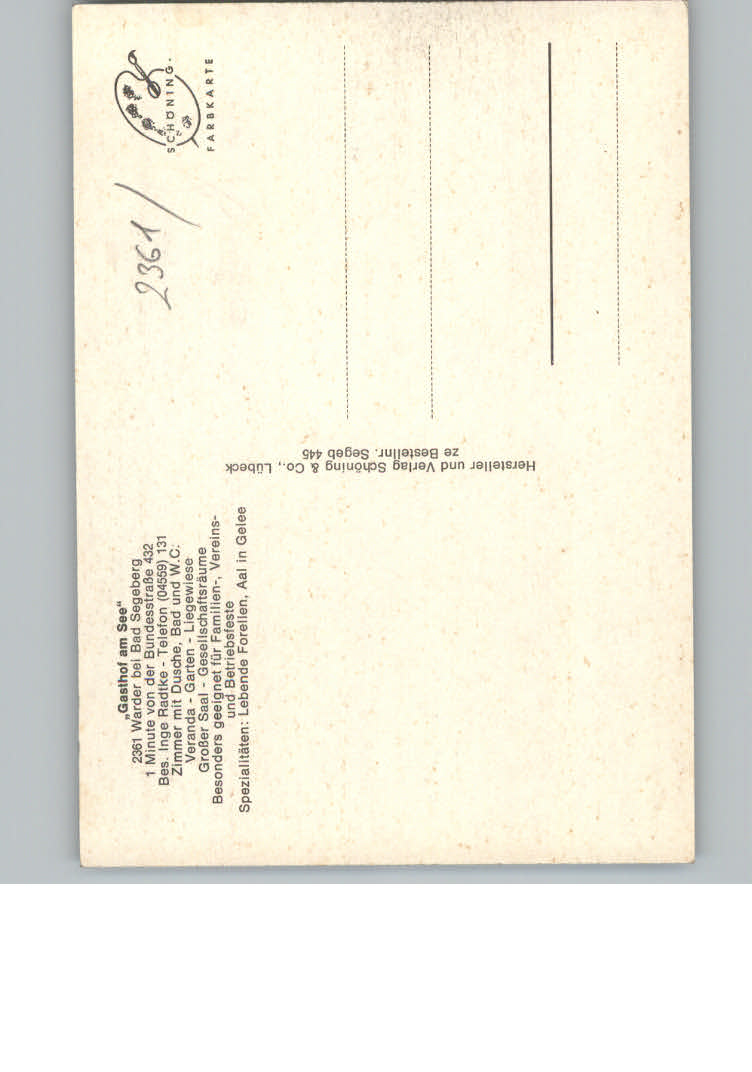 „Gasthof am See"
2361 Warder bei Bad Segeberg
1 Minute von der Bundesstraße 432
Bes. Inge Radtke - Telefon (04559) 131
Zimmer mit Dusche, Bad und W.C.
Veranda - Garten - Liegewiese
Großer Saal - Gesellschaftsräume
Besonders geeignet für Familien-, Vereins-
und Betriebsfeste
Spezialitäten: Lebende Forellen, Aal in Gelee
Hersteller und Verlag Schöning & Co., Lübeck
ze Bestellnr. Segeb 445
2361/
SCHÖNING-
FARBKARTE